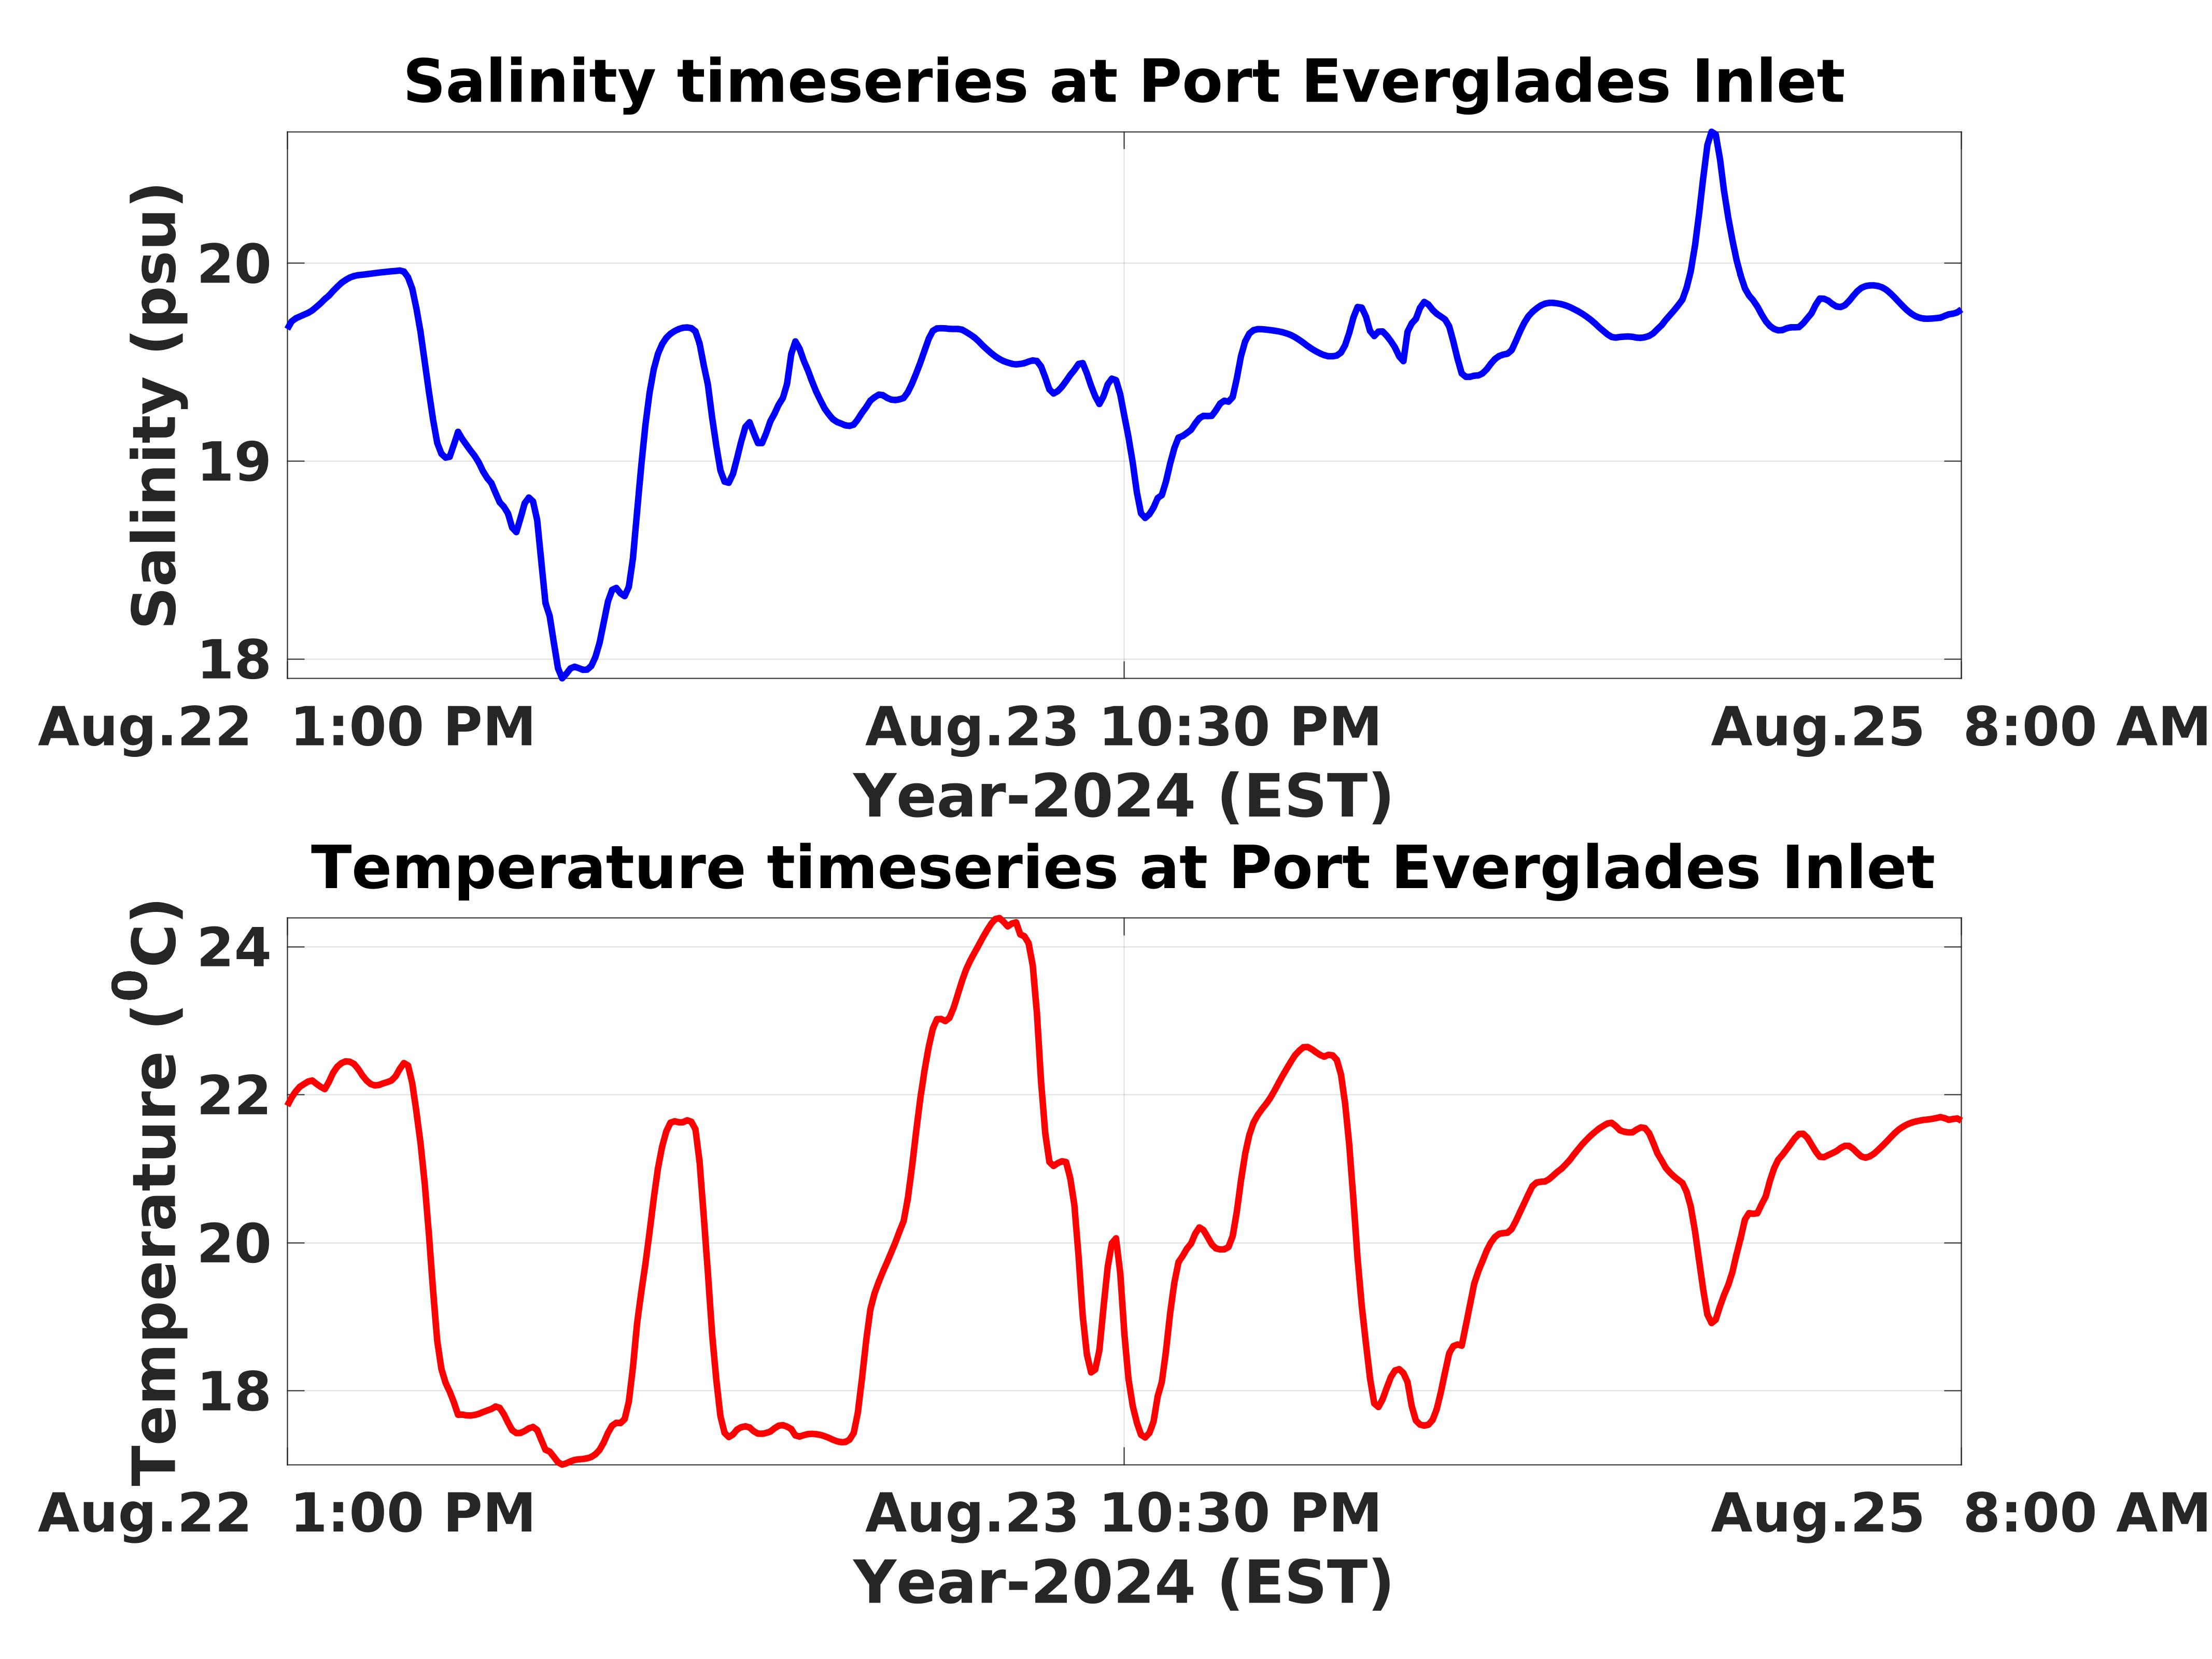 Salinity timeseries at Port Everglades Inlet
Salinity (psu)
20
19
18
Aug.22 1:00 PM Aug.23 10:30 PM Aug.25 8:00 AM
Year-2024 (EST)
Temperature timeseries at Port Everglades Inlet
Temperature (⁰C)
24
22
20
18
Aug.22 1:00 PM Aug.23 10:30 PM Aug.25 8:00 AM
Year-2024 (EST)